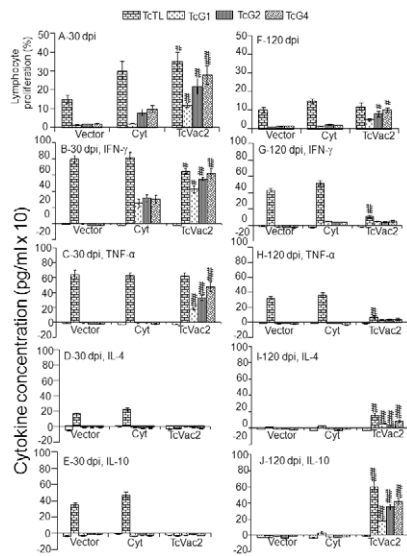 TcTL TcG1 TcG2 TcG4
A-30 dpi
F-120 dpi
Lymphocyte
proliferation (%)
40
30
20
10
0
Vector Cyt TcVac2
40
30
20
10
0
Vector Cyt TcVac2
Cytokine concentration (pg/ml x 10)
B-30 dpi, IFN-γ
100
80
60
40
20
0
-20
Vector Cyt TcVac2
G-120 dpi, IFN-γ
100
80
60
40
20
0
-20
Vector Cyt TcVac2
C-30 dpi, TNF-α
100
80
60
40
20
0
-20
Vector Cyt TcVac2
H-120 dpi, TNF-α
100
80
60
40
20
0
-20
Vector Cyt TcVac2
D-30 dpi, IL-4
100
80
60
40
20
0
-20
Vector Cyt TcVac2
I-120 dpi, IL-4
100
80
60
40
20
0
-20
Vector Cyt TcVac2
E-30 dpi, IL-10
100
80
60
40
20
0
-20
Vector Cyt TcVac2
J-120 dpi, IL-10
100
80
60
40
20
0
-20
Vector Cyt TcVac2